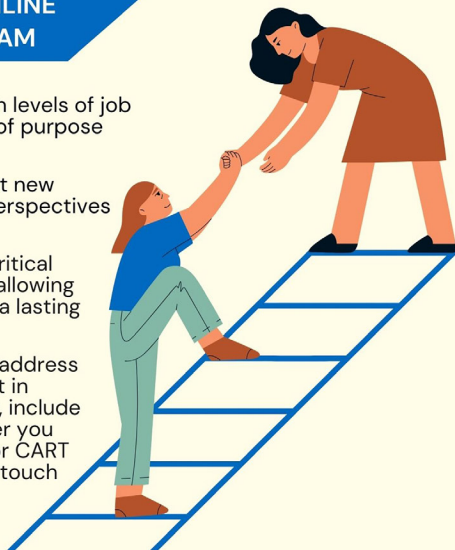 LINE
AM
n levels of job
of purpose
t new
erspectives
ritical
allowing
a lasting
address
t in
, include
er you
or CART
touch